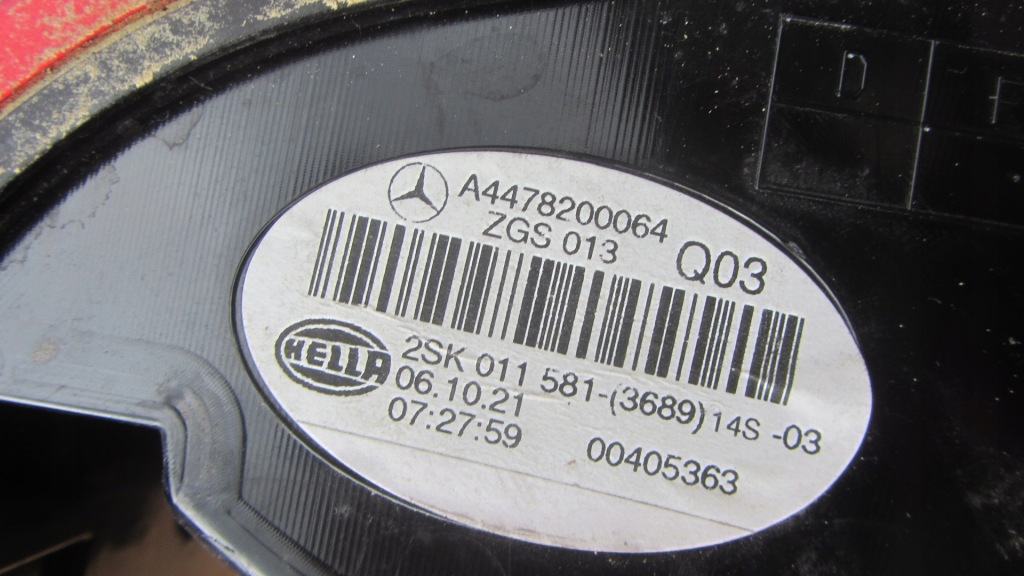 A4478200064
ZGS 013
Q03
HELLA
2SK 011 581-(3689)14S -03
06.10.21
07:27:59
00405363
D